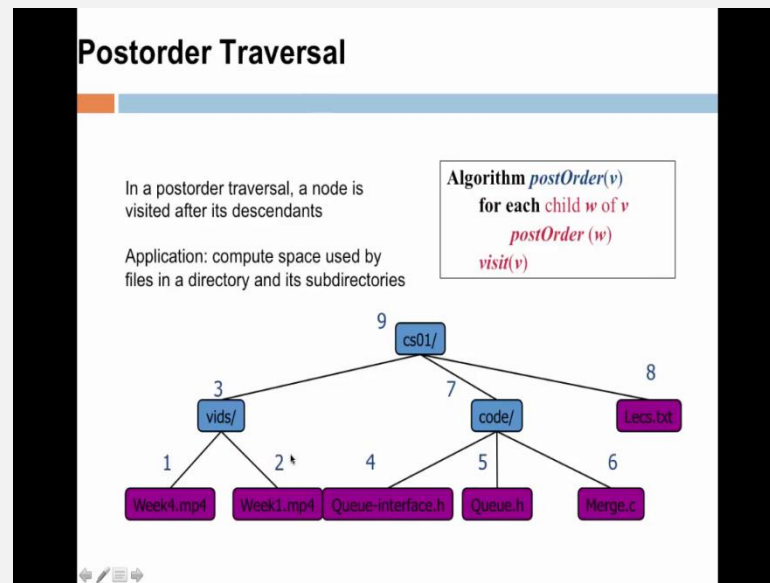 Postorder Traversal
In a postorder traversal, a node is
visited after its descendants
Application: compute space used by
files in a directory and its subdirectories
Algorithm postOrder(v)
for each child w of v
postOrder (w)
visit(v)
9
cs01/
3
vids/
7
code/
8
Lecs.txt
1
2
4
5
6
Week4.mp4
Week1.mp4
Queue-interface.h
Queue.h
Merge.c